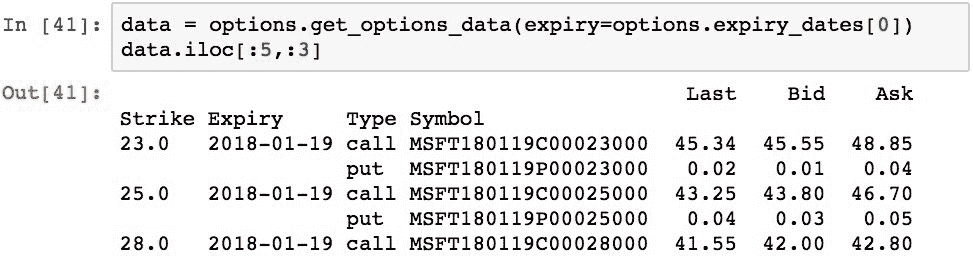 In [41]: data = options.get_options_data(expiry=options.expiry_dates[0])
data.iloc[:5,:3]
Out[41]: Last Bid Ask
Strike Expiry Type Symbol
23.0 2018-01-19 call MSFT180119C00023000 45.34 45.55 48.85
put MSFT180119P00023000 0.02 0.01 0.04
25.0 2018-01-19 call MSFT180119C00025000 43.25 43.80 46.70
put MSFT180119P00025000 0.04 0.03 0.05
28.0 2018-01-19 call MSFT180119C00028000 41.55 42.00 42.80